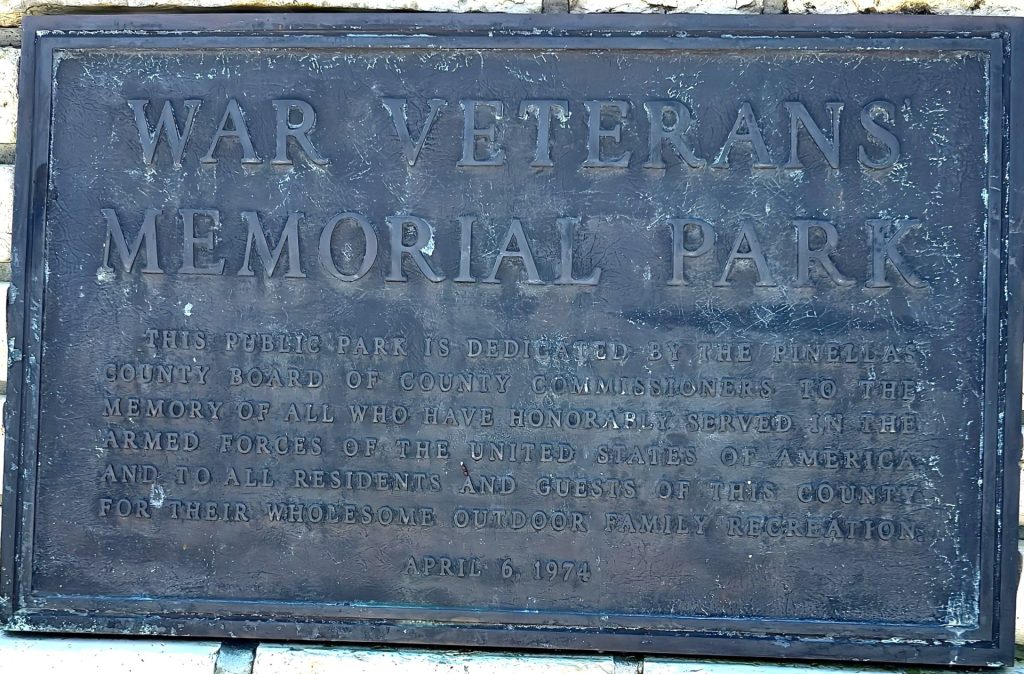 WAR VETERANS
MEMORIAL PARK
THIS PUBLIC PARK IS DEDICATED BY THE PINELLAS
COUNTY BOARD OF COUNTY COMMISSIONERS TO THE
MEMORY OF ALL WHO HAVE HONORABLY SERVED IN THE
ARMED FORCES OF THE UNITED STATES OF AMERICA
AND TO ALL RESIDENTS AND GUESTS OF THIS COUNTY
FOR THEIR WHOLESOME OUTDOOR FAMILY RECREATION.
APRIL 6, 1974